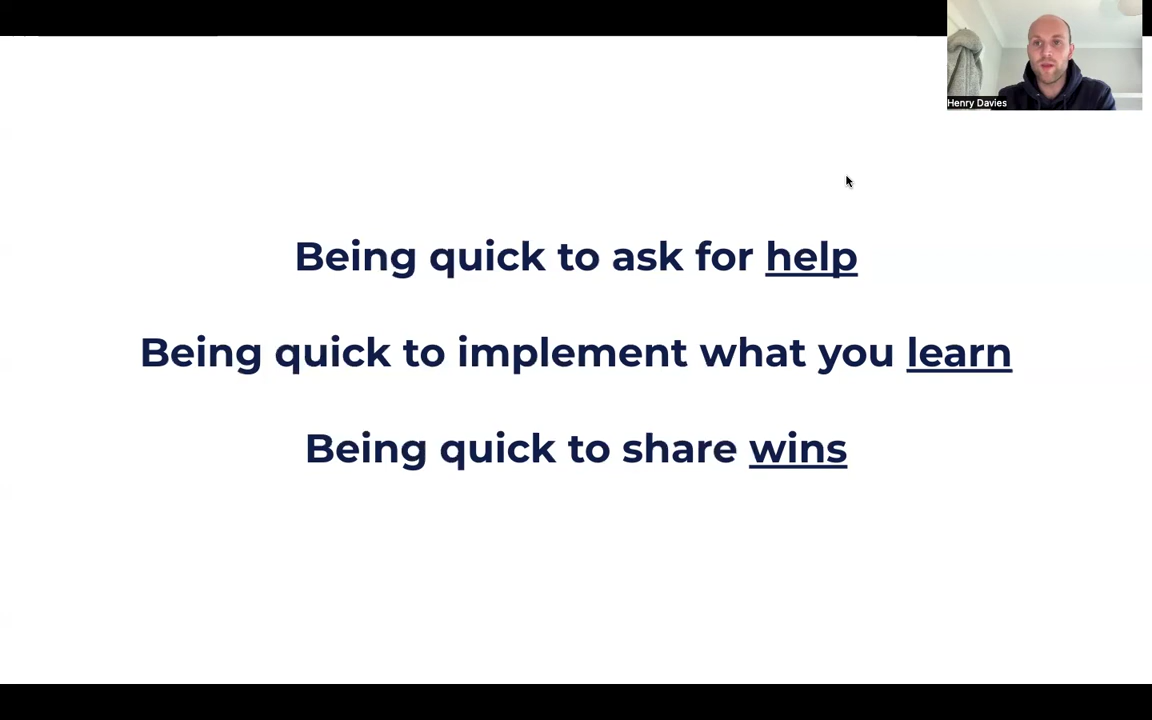 Henry Davies
Being quick to ask for help
Being quick to implement what you learn
Being quick to share wins